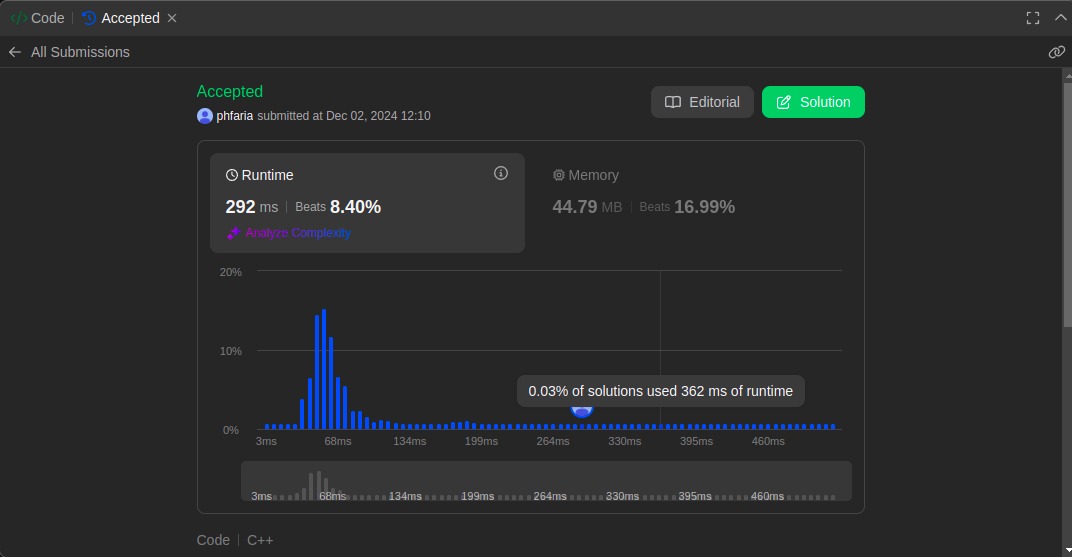 Code Accepted
All Submissions
Accepted
phfaria submitted at Dec 02, 2024 12:10
Editorial Solution
Runtime Memory
292 ms Beats 8.40% 44.79 MB Beats 16.99%
Analyze Complexity
20%
10%
0.03% of solutions used 362 ms of runtime
0%
3ms 68ms 134ms 199ms 264ms 330ms 395ms 460ms
3ms 68ms 134ms 199ms 264ms 330ms 395ms 460ms
Code C++